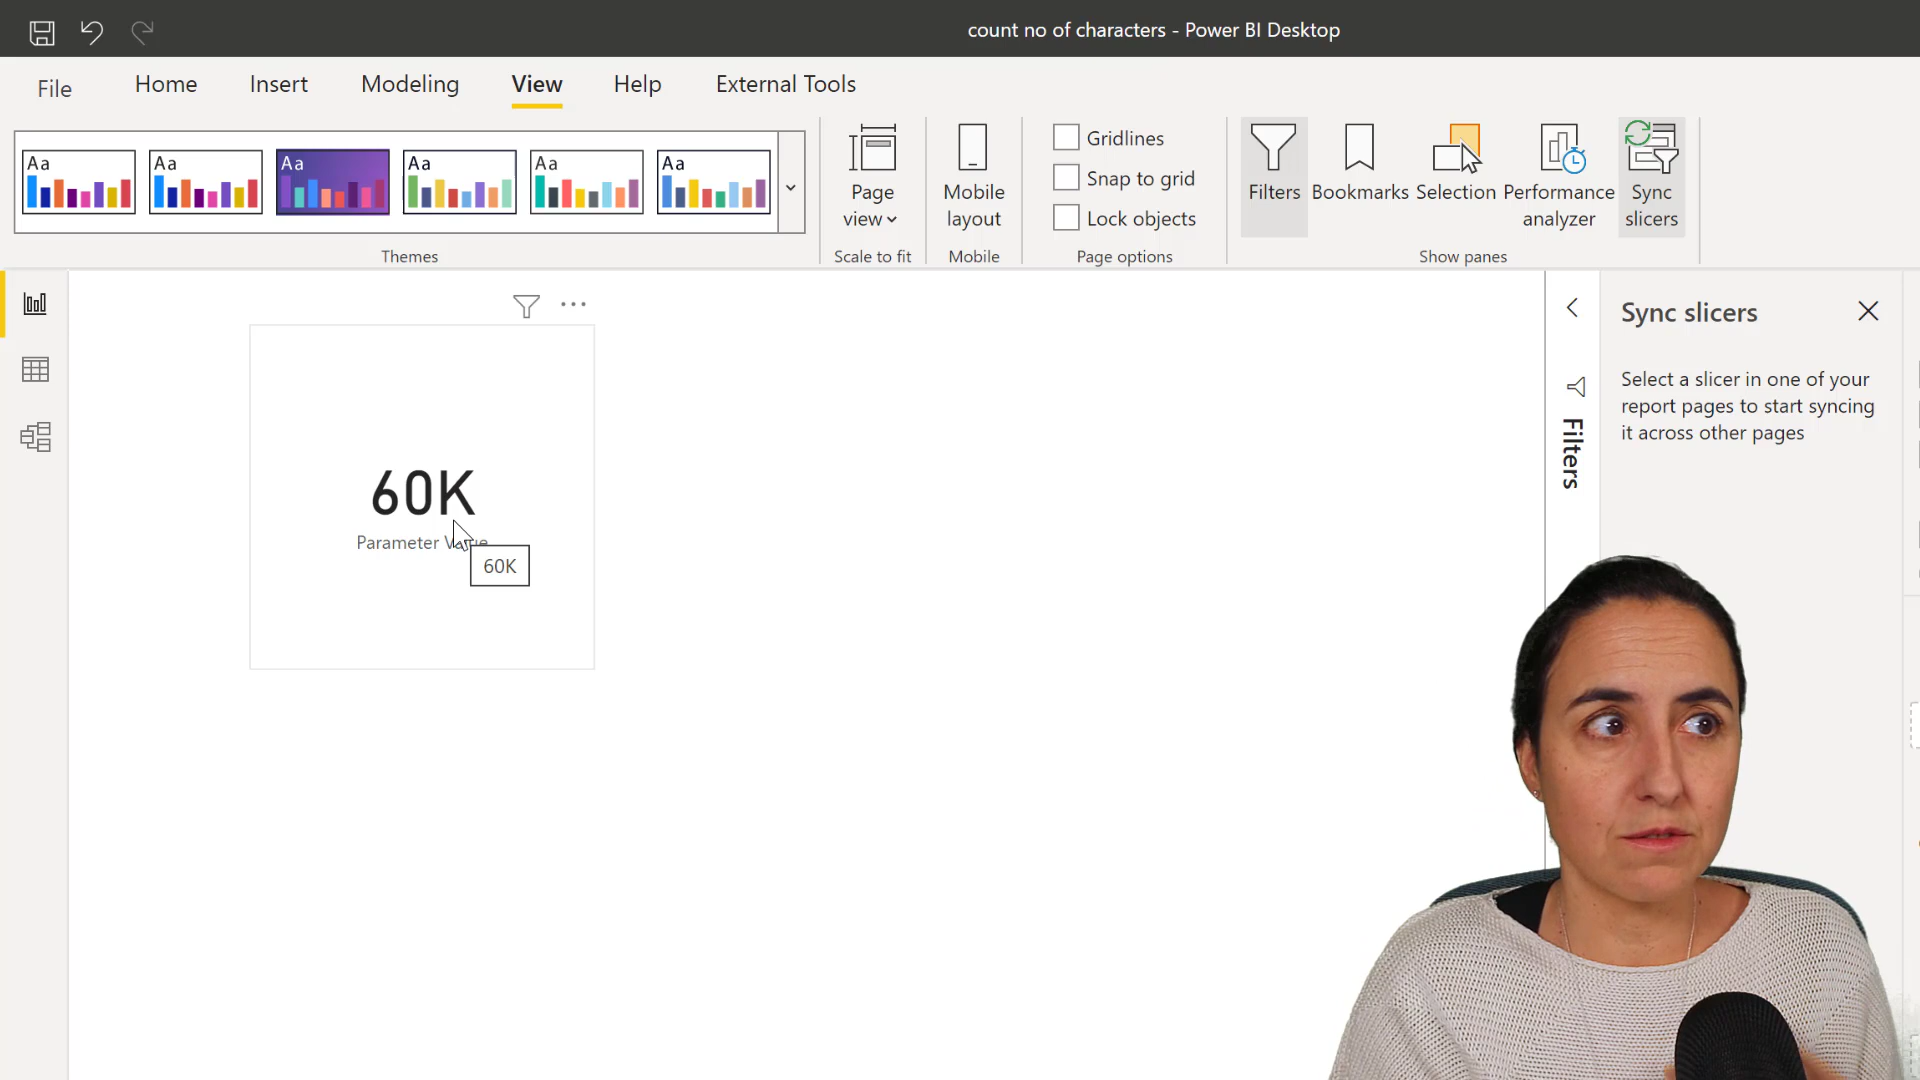 count no of characters - Power BI Desktop
File Home Insert Modeling View Help External Tools
Aa Aa Aa Aa Aa Aa
Themes
Page view
Scale to fit
Mobile layout
Mobile
Gridlines
Snap to grid
Lock objects
Page options
Filters
Bookmarks
Selection
Performance analyzer
Sync slicers
Show panes
60K
Parameter
60K
Filters
Sync slicers
Select a slicer in one of your
report pages to start syncing
it across other pages